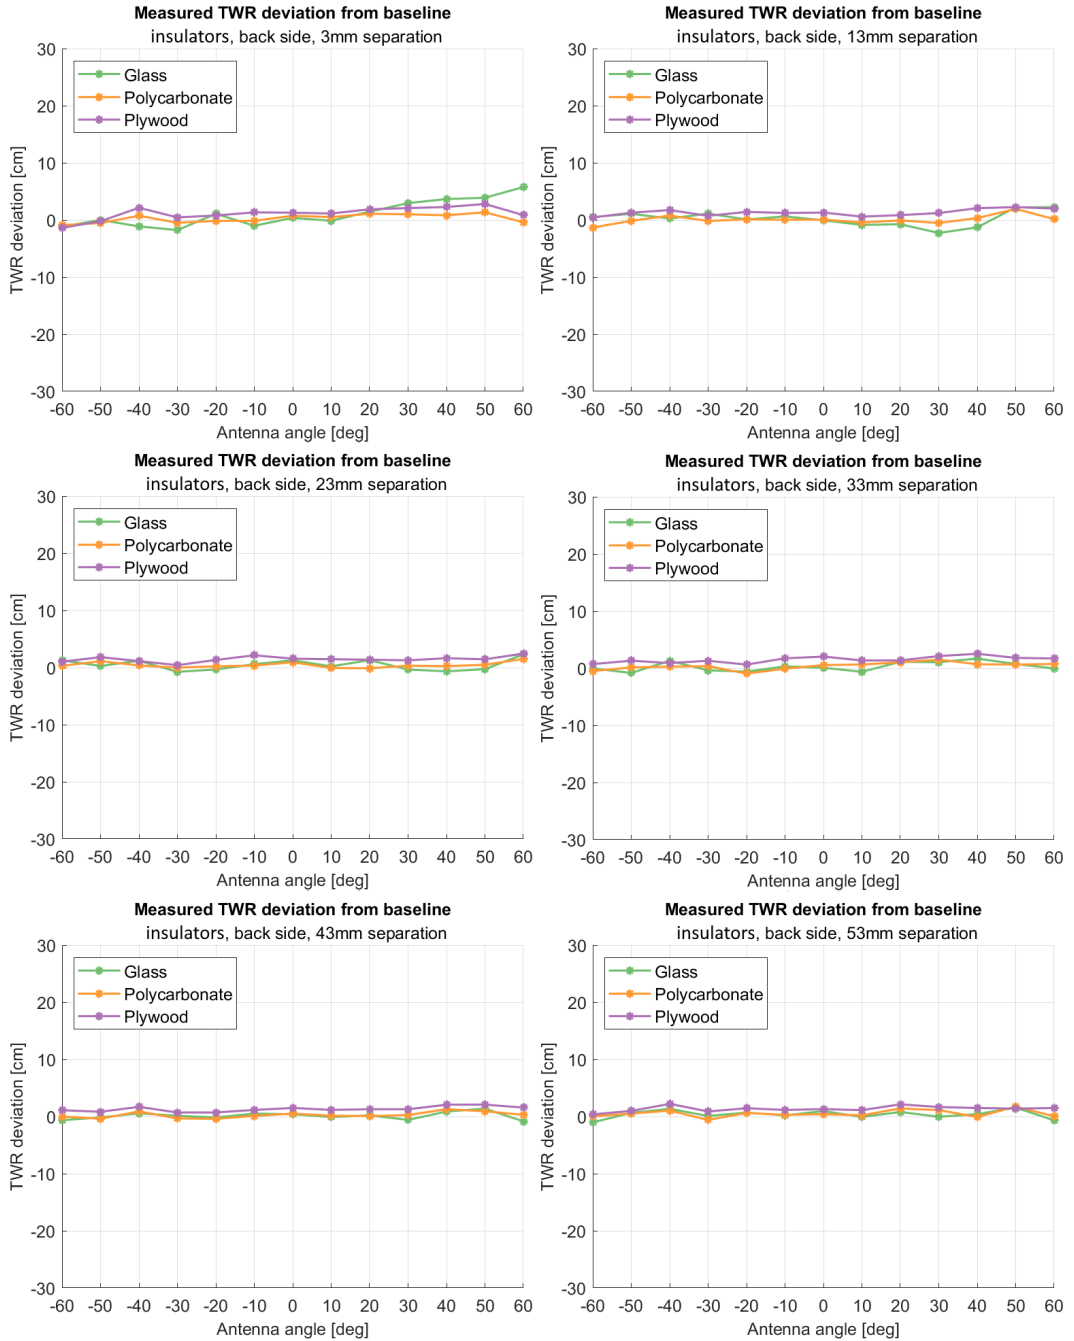 Measured TWR deviation from baseline
insulators, back side, 3mm separation
30
20
10
0
-10
-20
-30
TWR deviation [cm]
Glass
Polycarbonate
Plywood
-60 -50 -40 -30 -20 -10 0 10 20 30 40 50 60
Antenna angle [deg]
Measured TWR deviation from baseline
insulators, back side, 13mm separation
30
20
10
0
-10
-20
-30
TWR deviation [cm]
Glass
Polycarbonate
Plywood
-60 -50 -40 -30 -20 -10 0 10 20 30 40 50 60
Antenna angle [deg]
Measured TWR deviation from baseline
insulators, back side, 23mm separation
30
20
10
0
-10
-20
-30
TWR deviation [cm]
Glass
Polycarbonate
Plywood
-60 -50 -40 -30 -20 -10 0 10 20 30 40 50 60
Antenna angle [deg]
Measured TWR deviation from baseline
insulators, back side, 33mm separation
30
20
10
0
-10
-20
-30
TWR deviation [cm]
Glass
Polycarbonate
Plywood
-60 -50 -40 -30 -20 -10 0 10 20 30 40 50 60
Antenna angle [deg]
Measured TWR deviation from baseline
insulators, back side, 43mm separation
30
20
10
0
-10
-20
-30
TWR deviation [cm]
Glass
Polycarbonate
Plywood
-60 -50 -40 -30 -20 -10 0 10 20 30 40 50 60
Antenna angle [deg]
Measured TWR deviation from baseline
insulators, back side, 53mm separation
30
20
10
0
-10
-20
-30
TWR deviation [cm]
Glass
Polycarbonate
Plywood
-60 -50 -40 -30 -20 -10 0 10 20 30 40 50 60
Antenna angle [deg]